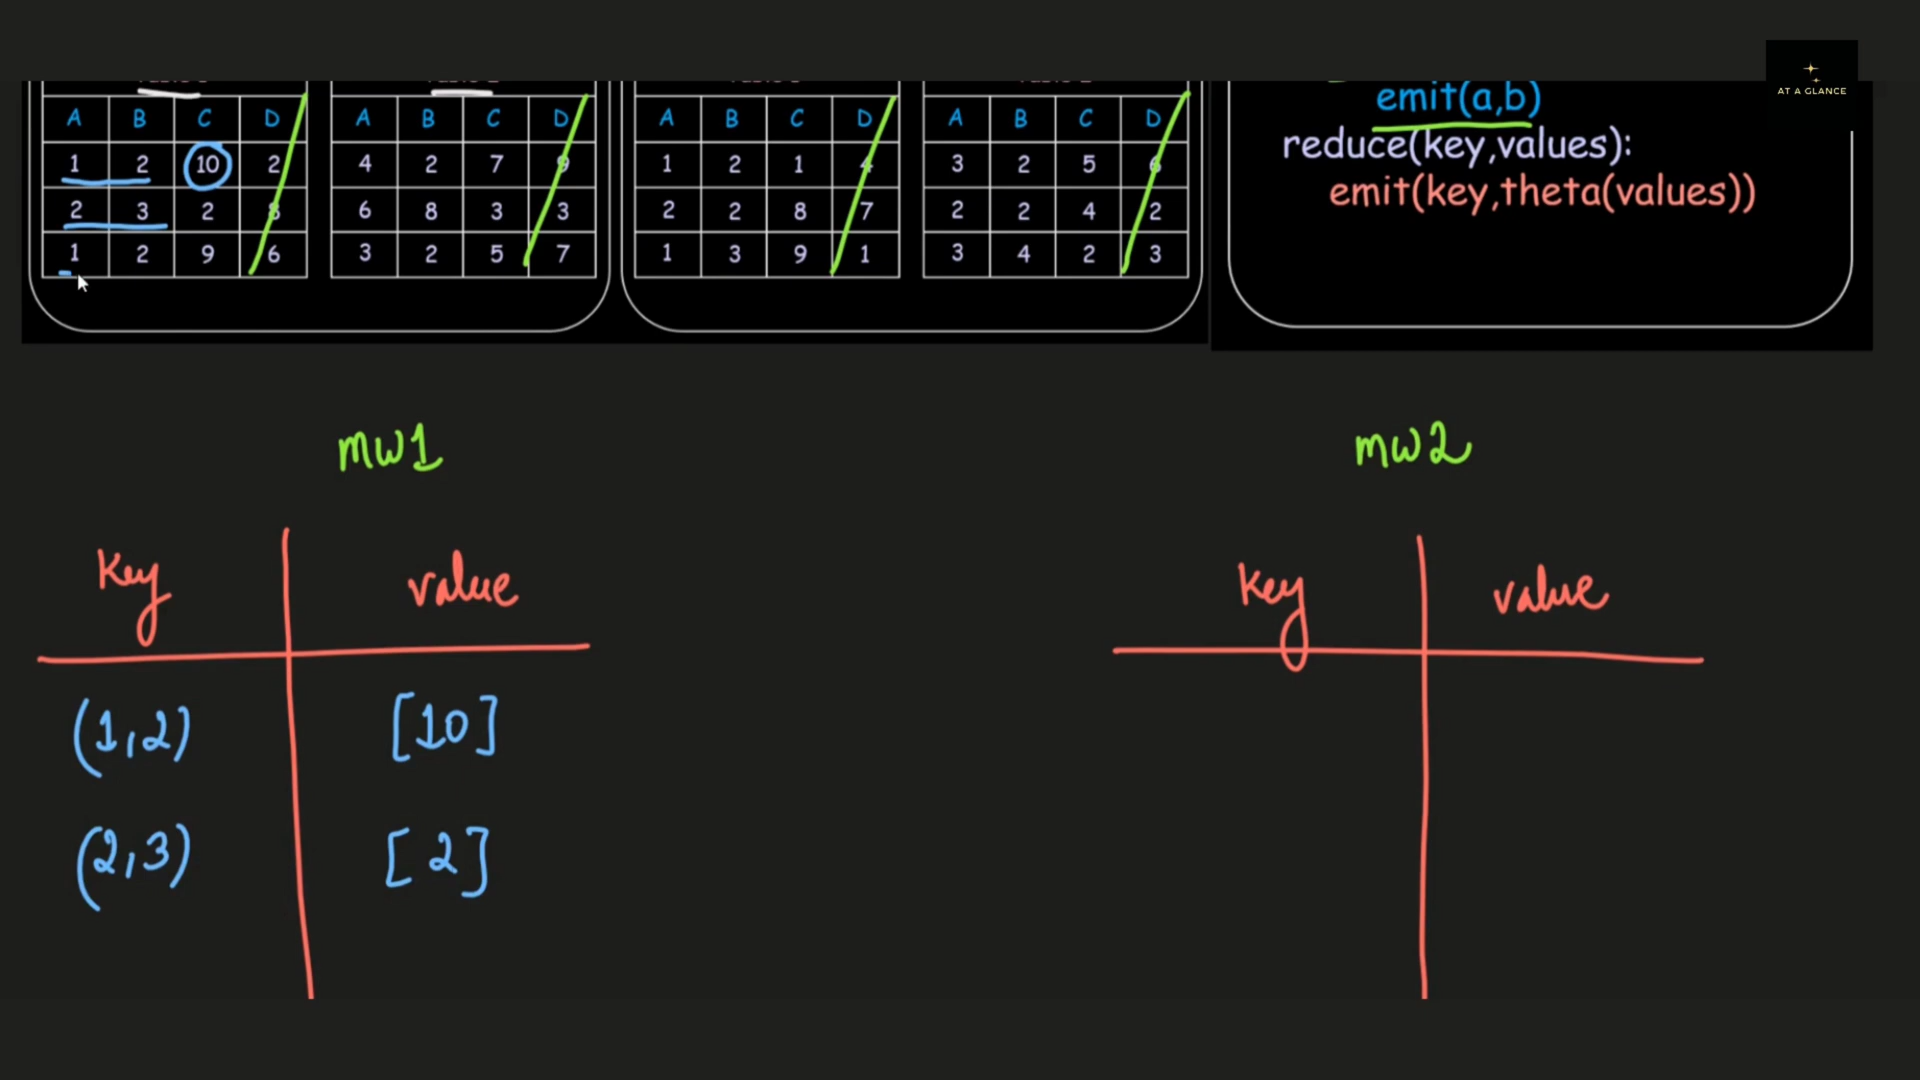 AT A GLANCE
emit(a,b)
reduce(key,values):
emit(key,theta(values))
A B C D
1 2 10 2
2 3 2 8
1 2 9 6
A B C D
4 2 7 9
6 8 3 3
3 2 5 7
A B C D
1 2 1 4
2 2 8 7
1 3 9 1
A B C D
3 2 5 6
2 2 4 2
3 4 2 3
mw1
Key value
(1,2) [10]
(2,3) [2]
mw2
Key value